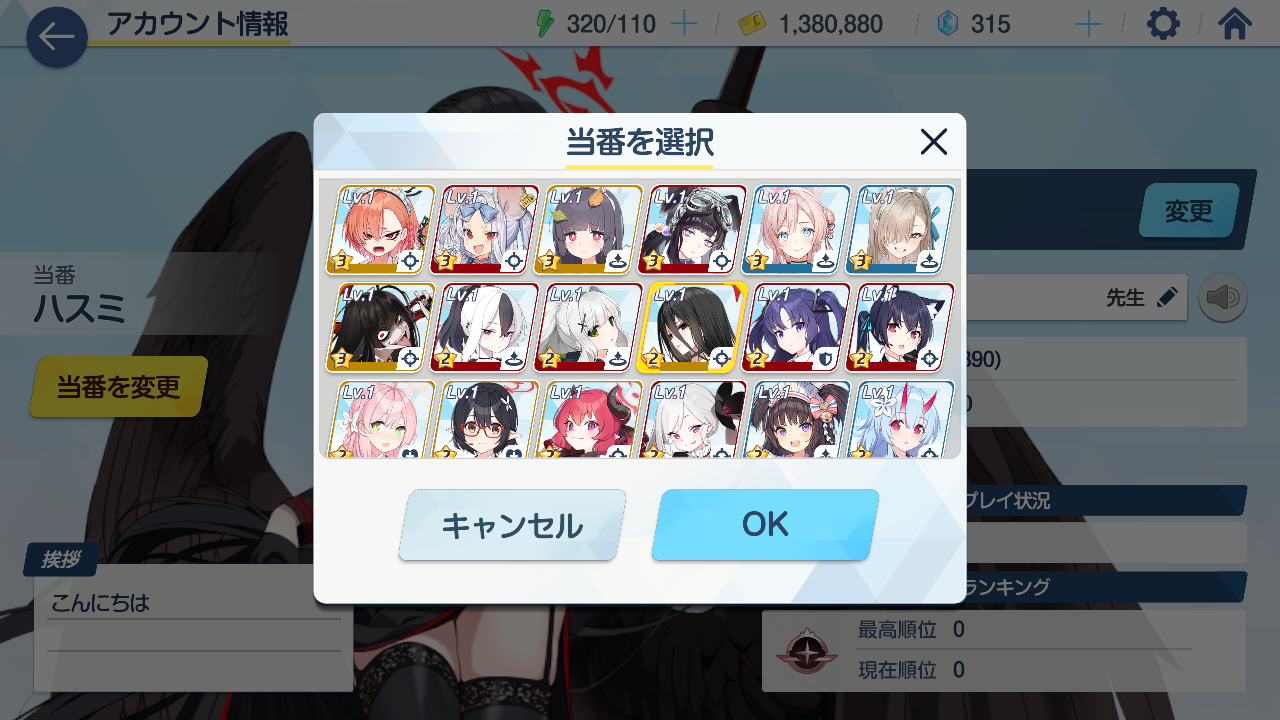 アカウント情報
320/110
1,380,880
315
当番を選択
Lv.1 Lv.1 Lv.1 Lv.1 Lv.1 Lv.1
3 3 3 3 3 3
Lv.1 Lv.1 Lv.1 Lv.1 Lv.1 Lv.1
3 2 2 2 2 2
Lv.1 Lv.1 Lv.1 Lv.1 Lv.1 Lv.1
キャンセル
OK
変更
当番
ハスミ
当番を変更
先生
390)
0
挨拶
こんにちは
プレイ状況
ランキング
最高順位 0
現在順位 0